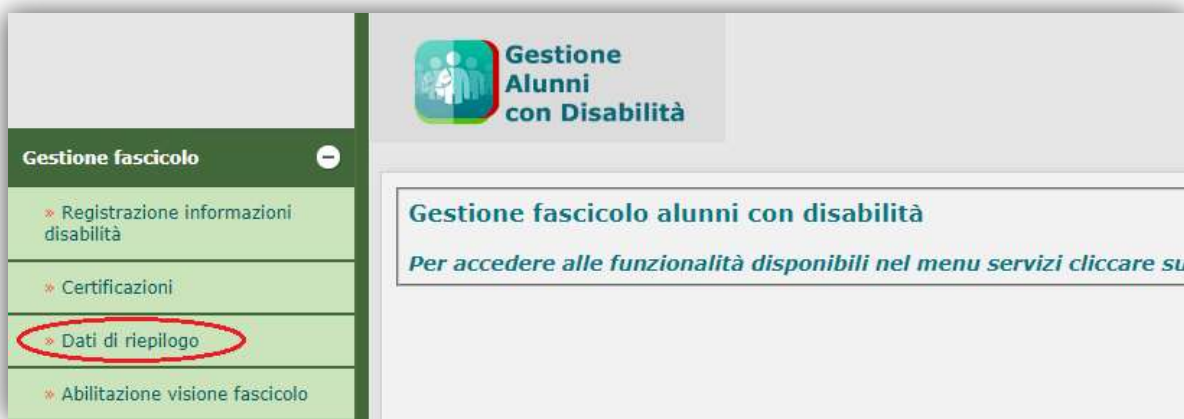 Gestione
Alunni
con Disabilità
Gestione fascicolo
» Registrazione informazioni
disabilità
» Certificazioni
» Dati di riepilogo
» Abilitazione visione fascicolo
Gestione fascicolo alunni con disabilità
Per accedere alle funzionalità disponibili nel menu servizi cliccare su